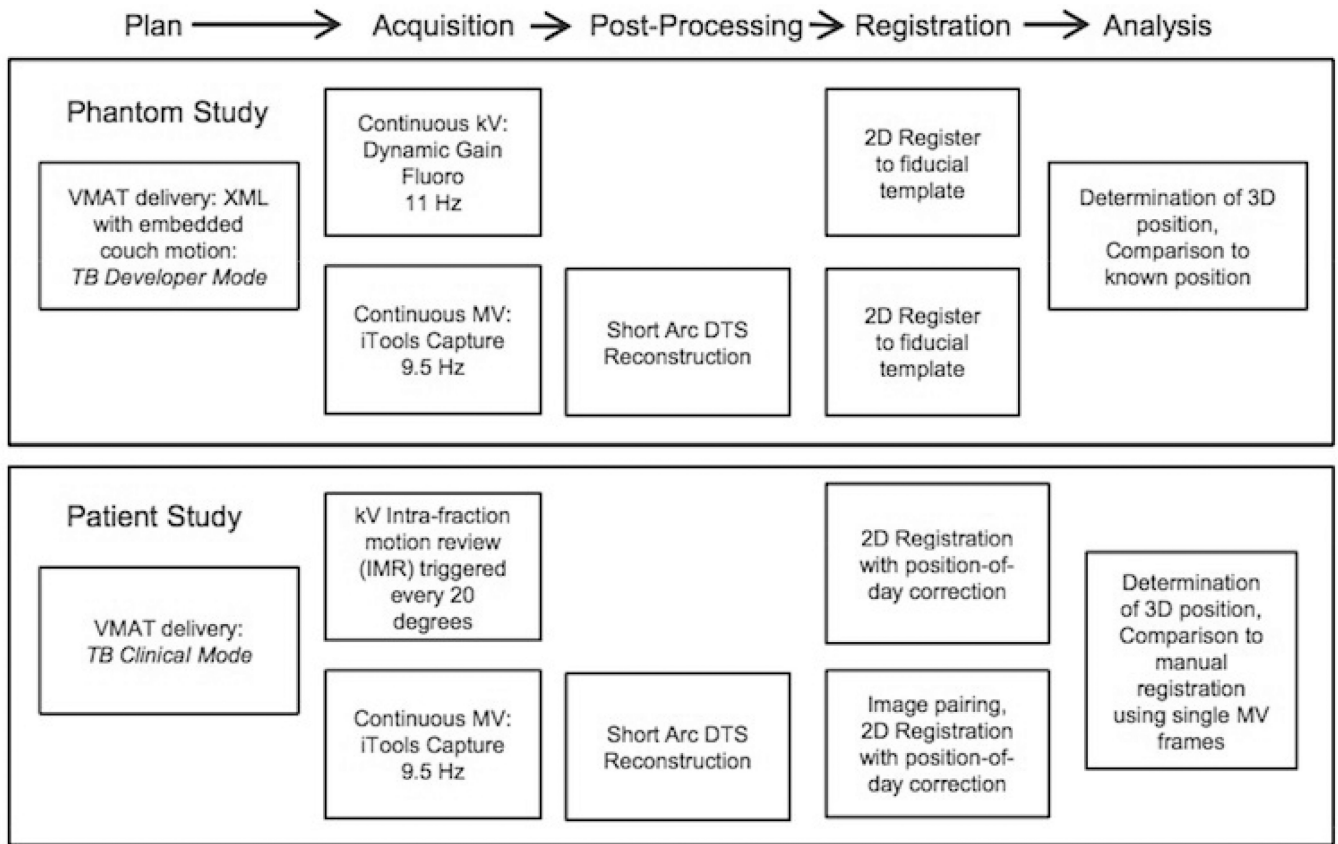 Plan Acquisition Post-Processing Registration Analysis
Phantom Study
VMAT delivery: XML
with embedded
couch motion:
TB Developer Mode
Continuous kV:
Dynamic Gain
Fluoro
11 Hz
Continuous MV:
iTools Capture
9.5 Hz
Short Arc DTS
Reconstruction
2D Register
to fiducial
template
2D Register
to fiducial
template
Determination of 3D
position,
Comparison to
known position
Patient Study
VMAT delivery:
TB Clinical Mode
kV Intra-fraction
motion review
(IMR) triggered
every 20
degrees
Continuous MV:
iTools Capture
9.5 Hz
Short Arc DTS
Reconstruction
2D Registration
with position-of-
day correction
Image pairing,
2D Registration
with position-of-
day correction
Determination
of 3D position,
Comparison to
manual
registration
using single MV
frames